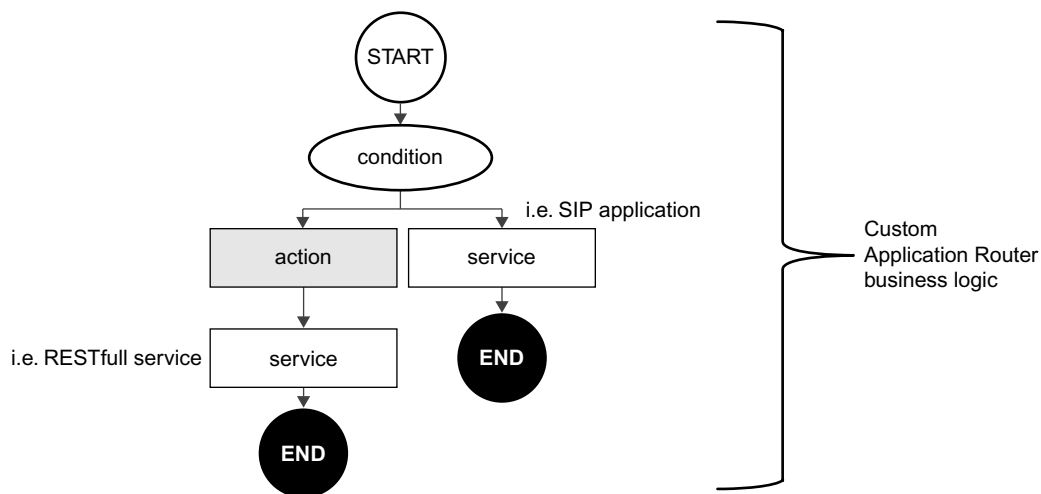 START
condition
i.e. SIP application
action
service
i.e. RESTfull service
service
END
END
Custom
Application Router
business logic